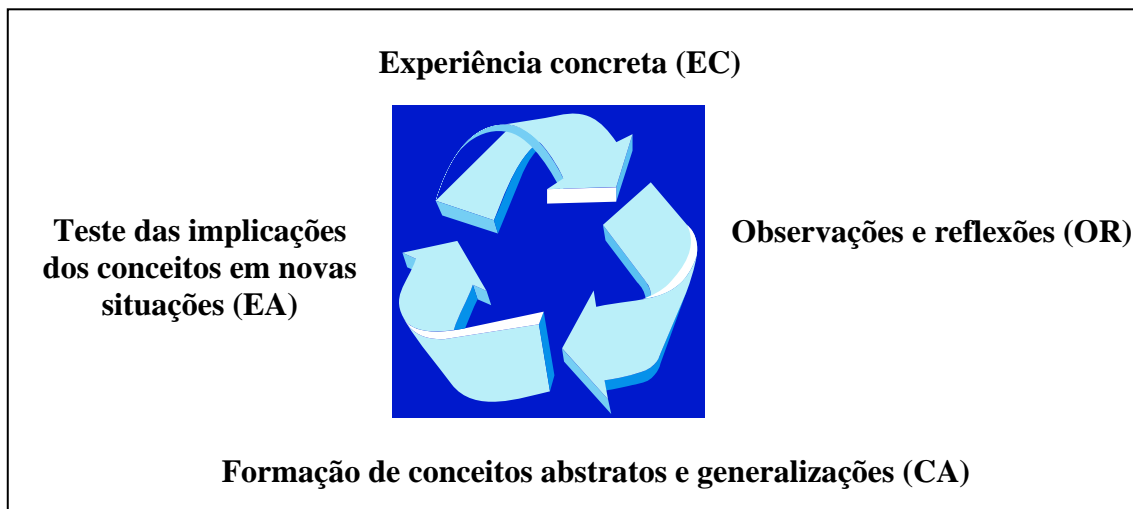 Experiência concreta (EC)
Teste das implicações
dos conceitos em novas
situações (EA)
Observações e reflexões (OR)
Formação de conceitos abstratos e generalizações (CA)